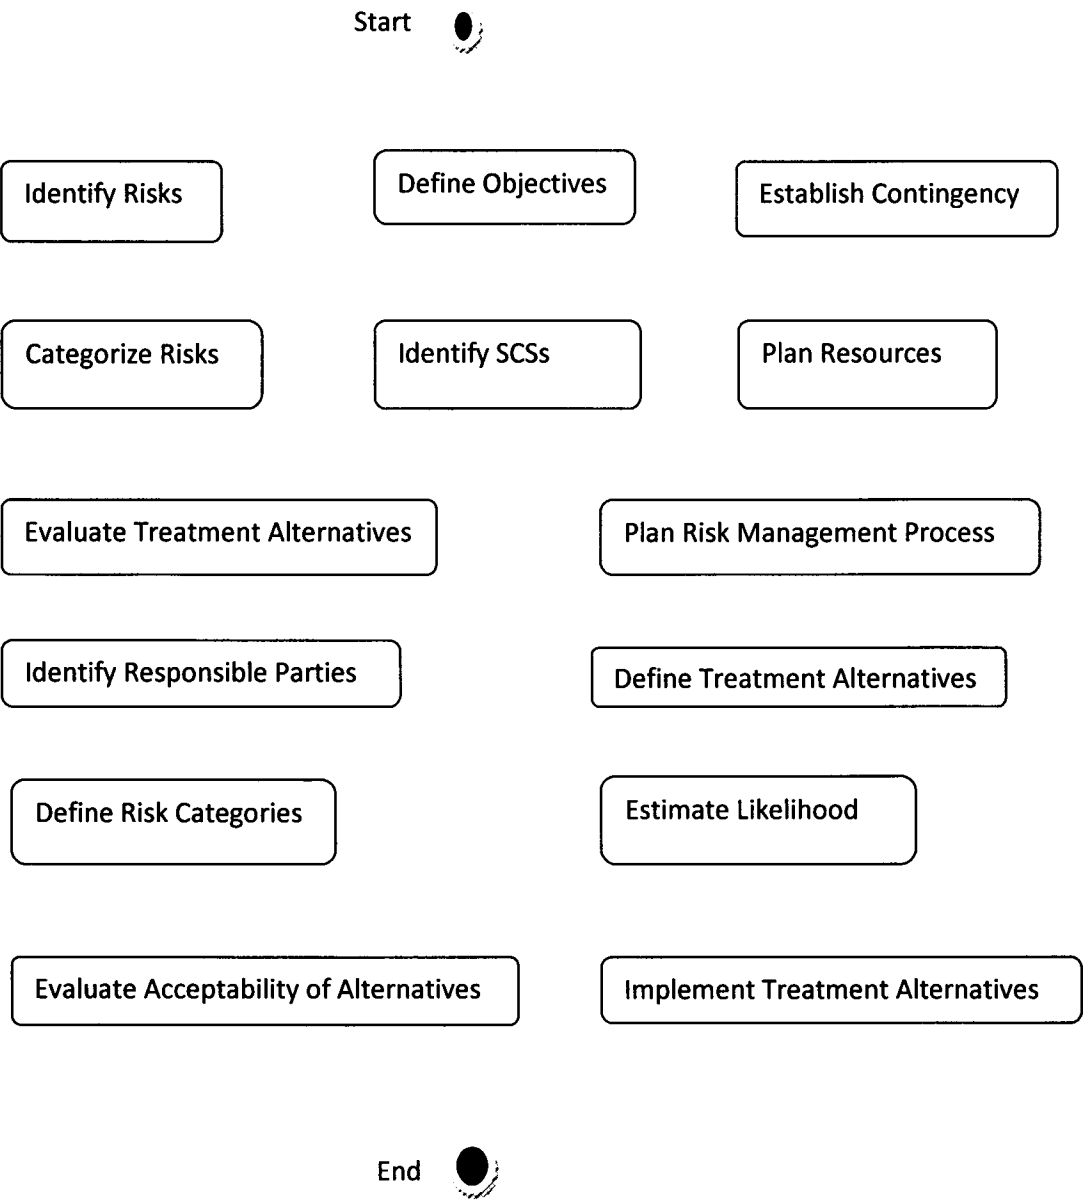 Start
Identify Risks
Define Objectives
Establish Contingency
Categorize Risks
Identify SCSs
Plan Resources
Evaluate Treatment Alternatives
Plan Risk Management Process
Identify Responsible Parties
Define Treatment Alternatives
Define Risk Categories
Estimate Likelihood
Evaluate Acceptability of Alternatives
Implement Treatment Alternatives
End